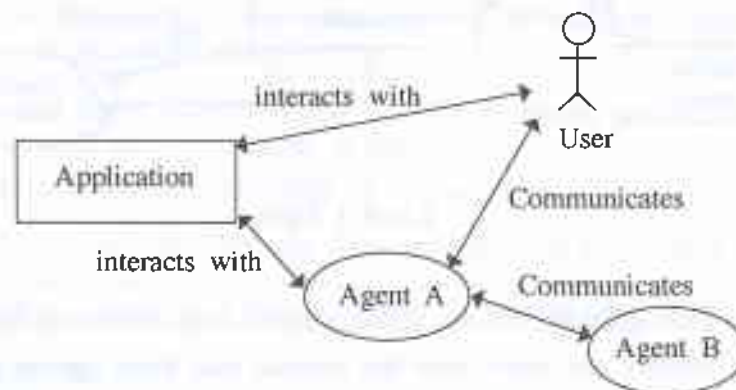 interacts with
User
Application
Communicates
interacts with
Agent A
Communicates
Agent B